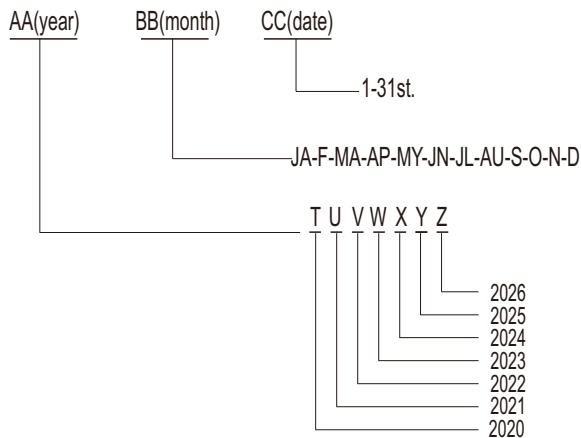 AA(year) BB(month) CC(date)
1-31st.
JA-F-MA-AP-MY-JN-JL-AU-S-O-N-D
T U V W X Y Z
2026
2025
2024
2023
2022
2021
2020